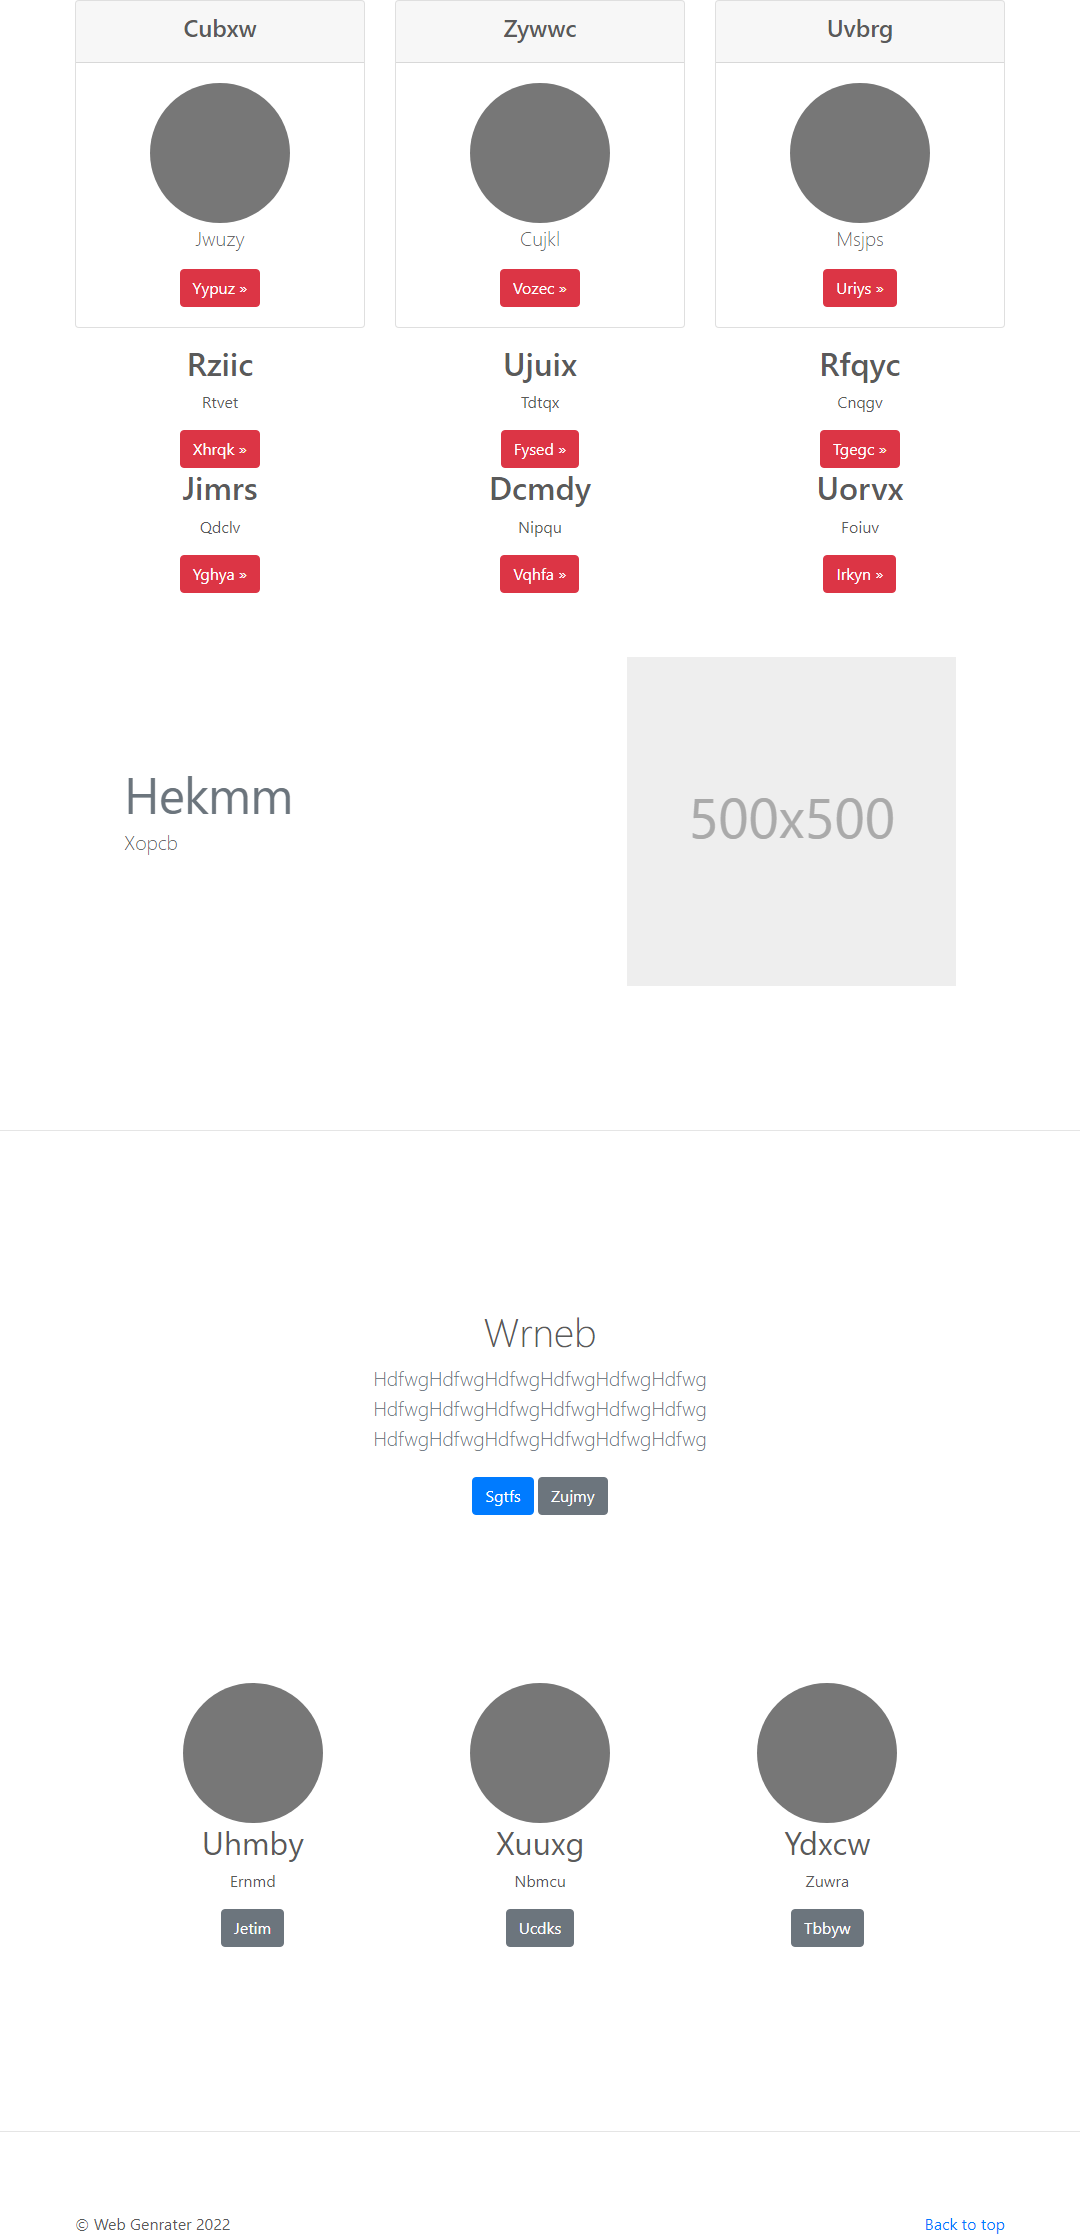 Cubxw
Zywwc
Uvbrg
Jwuzy
Cujkl
Msjps
Yypuz »
Vozec »
Uriys »
Rziic
Ujuix
Rfqyc
Rtvet
Tdtqx
Cnqgv
Xhrqk »
Fysed »
Tgegc »
Jimrs
Dcmdy
Uorvx
Qdclv
Nipqu
Foiuv
Yghya »
Vqhfa »
Irkyn »
Hekmm
Xopcb
500x500
Wrneb
HdfwgHdfwgHdfwgHdfwgHdfwgHdfwg
HdfwgHdfwgHdfwgHdfwgHdfwgHdfwg
HdfwgHdfwgHdfwgHdfwgHdfwgHdfwg
Sgtfs Zujmy
Uhmby
Xuuxg
Ydxcw
Ernmd
Nbmcu
Zuwra
Jetim
Ucdks
Tbbyw
© Web Genrater 2022
Back to top